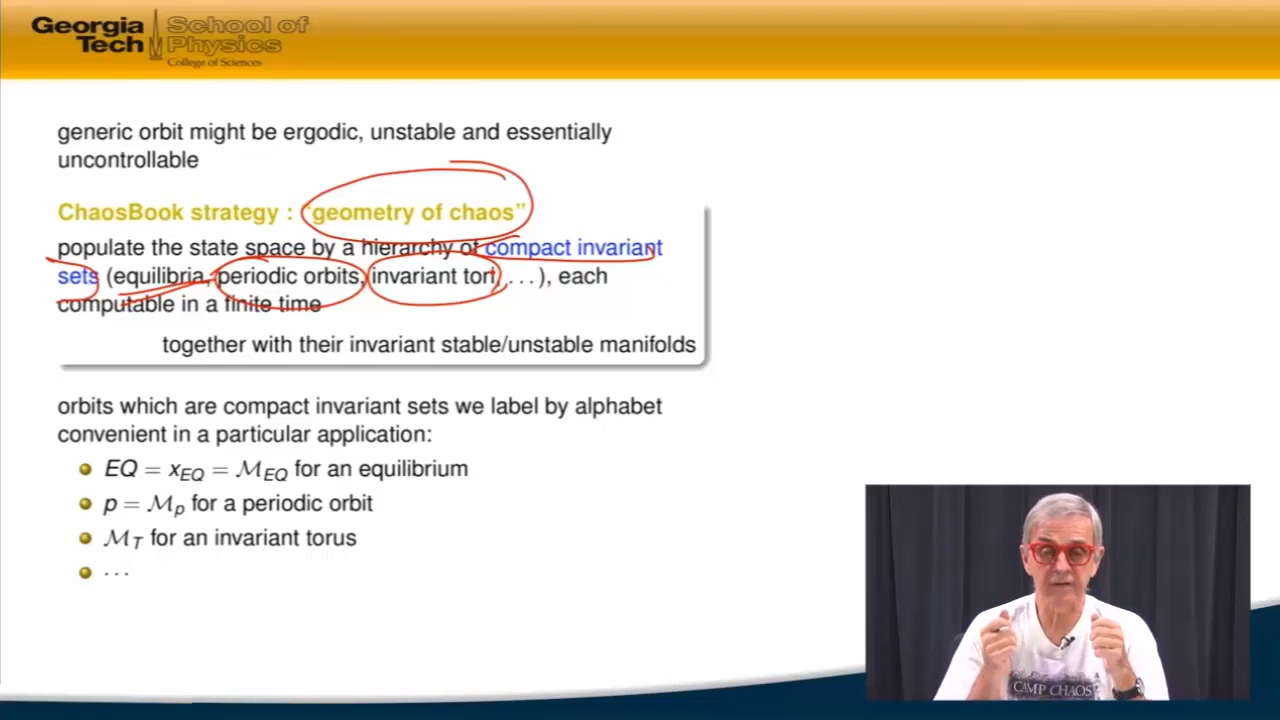 Georgia Tech
School of Physics
College of Sciences
generic orbit might be ergodic, unstable and essentially
uncontrollable
ChaosBook strategy : "geometry of chaos"
populate the state space by a hierarchy of compact invariant
sets (equilibria, periodic orbits, invariant tori, ...), each
computable in a finite time
together with their invariant stable/unstable manifolds
orbits which are compact invariant sets we label by alphabet
convenient in a particular application:
EQ = x_EQ = M_EQ for an equilibrium
p = M_p for a periodic orbit
M_T for an invariant torus
...
CAMP CHAOS